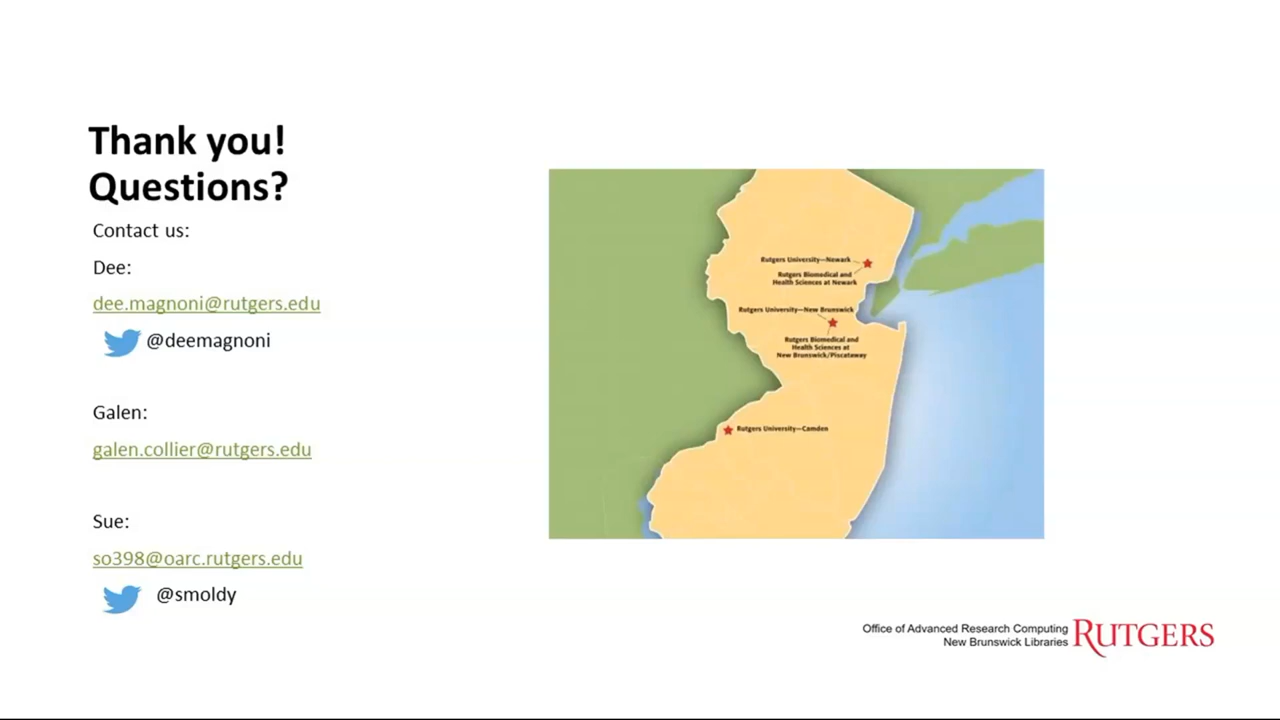 Thank you!
Questions?
Contact us:
Dee:
dee.magnoni@rutgers.edu
@deemagnoni
Galen:
galen.collier@rutgers.edu
Sue:
so398@oarc.rutgers.edu
@smoldy
Rutgers University—Newark
Rutgers Biomedical and
Health Sciences at Newark
Rutgers University—New Brunswick
Rutgers Biomedical and
Health Sciences at
New Brunswick/Piscataway
Rutgers University—Camden
Office of Advanced Research Computing
New Brunswick Libraries
RUTGERS